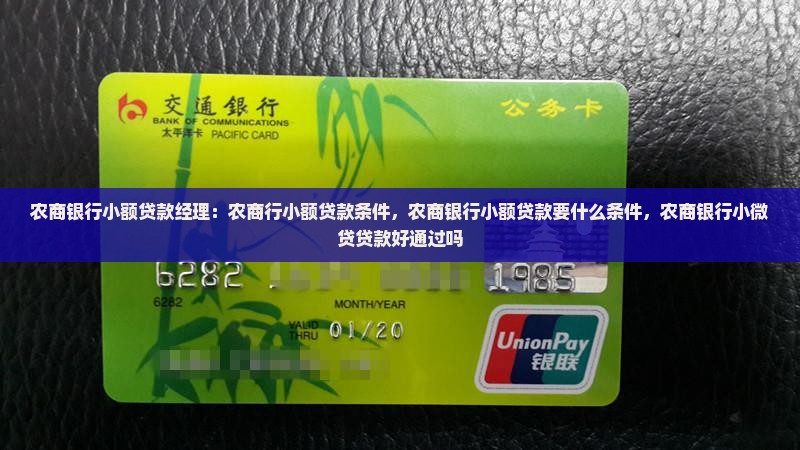 交通銀行
公务卡
BANK OF COMMUNICATIONS
太平洋卡 PACIFIC CARD
农商银行小额贷款经理：农商行小额贷款条件，农商银行小额贷款要什么条件，农商银行小微
贷贷款好通过吗
6282 1985
6282
MONTH/YEAR
VALID
THRU 01/20
UnionPay
银联